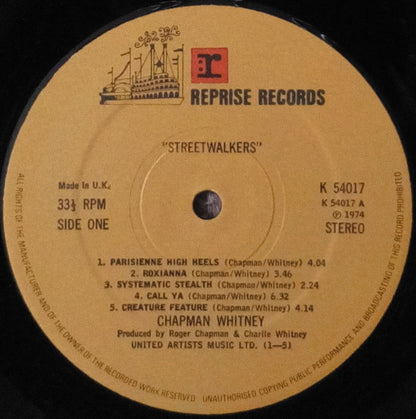 r
REPRISE RECORDS
"STREETWALKERS"
Made in U.K.
33⅓ RPM
SIDE ONE
K 54017
K 54017 A
℗ 1974
STEREO
1. PARISIENNE HIGH HEELS (Chapman/Whitney) 4.04
2. ROXIANNA (Chapman/Whitney) 3.46
3. SYSTEMATIC STEALTH (Chapman/Whitney) 2.24
4. CALL YA (Chapman/Whitney) 6.32
5. CREATURE FEATURE (Chapman/Whitney) 4.14
CHAPMAN WHITNEY
Produced by Roger Chapman & Charlie Whitney
UNITED ARTISTS MUSIC LTD. (1—5)
ALL RIGHTS OF THE MANUFACTURER AND OF THE OWNER OF THE RECORDED WORK RESERVED UNAUTHORISED COPYING PUBLIC PERFORMANCE AND BROADCASTING OF THIS RECORD PROHIBITED